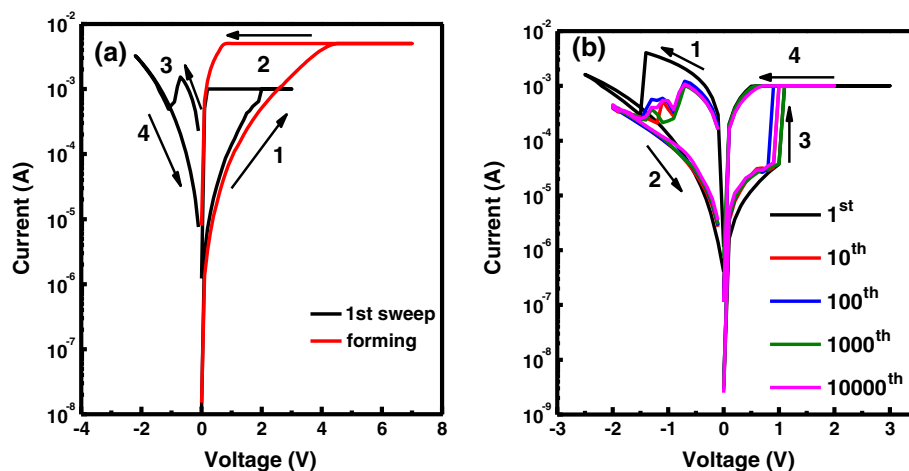 (a)
3
2
4
1
1st sweep
forming
10⁻²
10⁻³
10⁻⁴
10⁻⁵
10⁻⁶
10⁻⁷
10⁻⁸
Current (A)
-4 -2 0 2 4 6 8
Voltage (V)
(b)
1
4
2
3
1ˢᵗ
10ᵗʰ
100ᵗʰ
1000ᵗʰ
10000ᵗʰ
10⁻²
10⁻³
10⁻⁴
10⁻⁵
10⁻⁶
10⁻⁷
10⁻⁸
10⁻⁹
Current (A)
-3 -2 -1 0 1 2 3
Voltage (V)